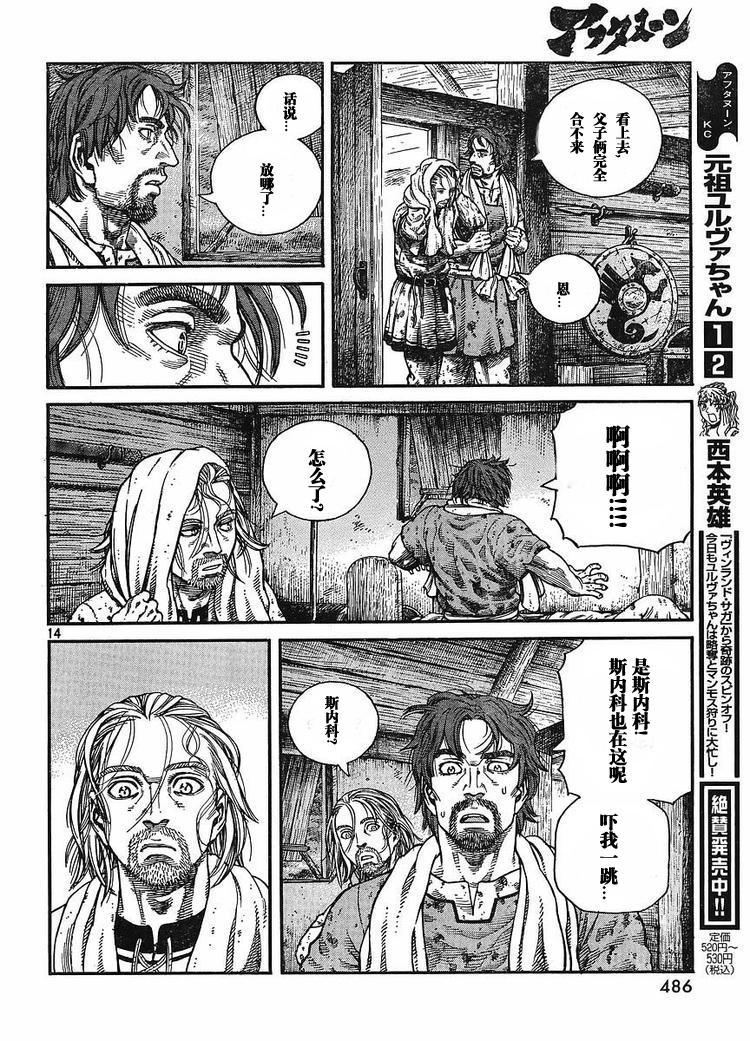 アフタヌーン
看上去,
父子俩完全
合不来
恩…
话说…
放哪了…
啊啊啊!!!!
怎么了?
14
是斯内科!
斯内科也在这呢
吓我一跳…
斯内科?
486
アフタヌーンKC
元祖ユルヴァちゃん 1 2
西本英雄
「ヴィンランド・サガ」から奇跡のスピンオフ!
今日もユルヴァちゃんは略奪とマンモス狩りに大忙し!
絶賛発売中!!
定価
520円~
530円
(税込)